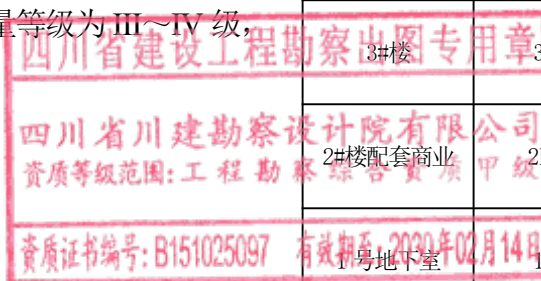 量等级为III～IV 级，
四川省建设工程勘察出图专用章
3#楼
四川省川建勘察设计院有限公司
资质等级范围：工程勘察综合资质甲级
2#楼配套商业
资质证书编号：B151025097 有效期至：2020年02月14日
1号地下室